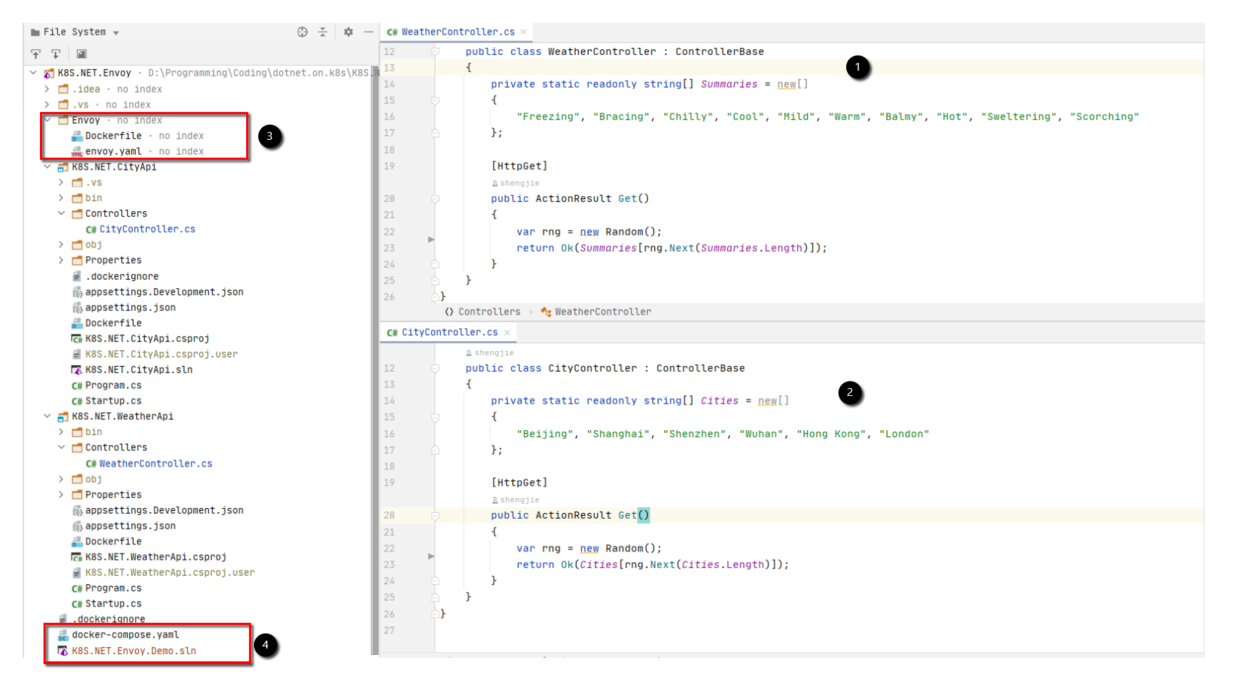 File System
K8S.NET.Envoy · D:\Programming\Coding\dotnet.on.k8s\K8S.N
.idea · no index
.vs · no index
Envoy · no index
Dockerfile · no index
envoy.yaml · no index
3
K8S.NET.CityApi
.vs
bin
Controllers
C# CityController.cs
obj
Properties
.dockerignore
appsettings.Development.json
appsettings.json
Dockerfile
K8S.NET.CityApi.csproj
K8S.NET.CityApi.csproj.user
K8S.NET.CityApi.sln
C# Program.cs
C# Startup.cs
K8S.NET.WeatherApi
bin
Controllers
C# WeatherController.cs
obj
Properties
appsettings.Development.json
appsettings.json
Dockerfile
K8S.NET.WeatherApi.csproj
K8S.NET.WeatherApi.csproj.user
C# Program.cs
C# Startup.cs
.dockerignore
docker-compose.yaml
K8S.NET.Envoy.Demo.sln
4
C# WeatherController.cs
12 public class WeatherController : ControllerBase
1
13 {
14 private static readonly string[] Summaries = new[]
15 {
16 "Freezing", "Bracing", "Chilly", "Cool", "Mild", "Warm", "Balmy", "Hot", "Sweltering", "Scorching"
17 };
18
19 [HttpGet]
shengjie
20 public ActionResult Get()
21 {
22 var rng = new Random();
23 return Ok(Summaries[rng.Next(Summaries.Length)]);
24 }
25 }
26 }
Controllers WeatherController
C# CityController.cs
shengjie
12 public class CityController : ControllerBase
13 {
2
14 private static readonly string[] Cities = new[]
15 {
16 "Beijing", "Shanghai", "Shenzhen", "Wuhan", "Hong Kong", "London"
17 };
18
19 [HttpGet]
shengjie
20 public ActionResult Get()
21 {
22 var rng = new Random();
23 return Ok(Cities[rng.Next(Cities.Length)]);
24 }
25 }
26 }
27